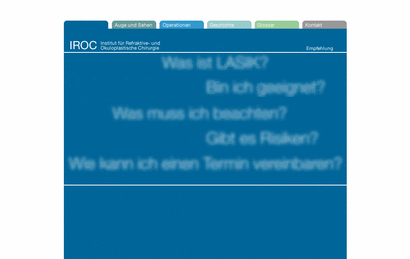 Auge und Sehen Operationen Geschichte Glossar Kontakt
IROC Institut für Refraktive- und
Okuloplastische Chirurgie
Empfehlung
Was ist LASIK?
Bin ich geeignet?
Was muss ich beachten?
Gibt es Risiken?
Wie kann ich einen Termin vereinbaren?